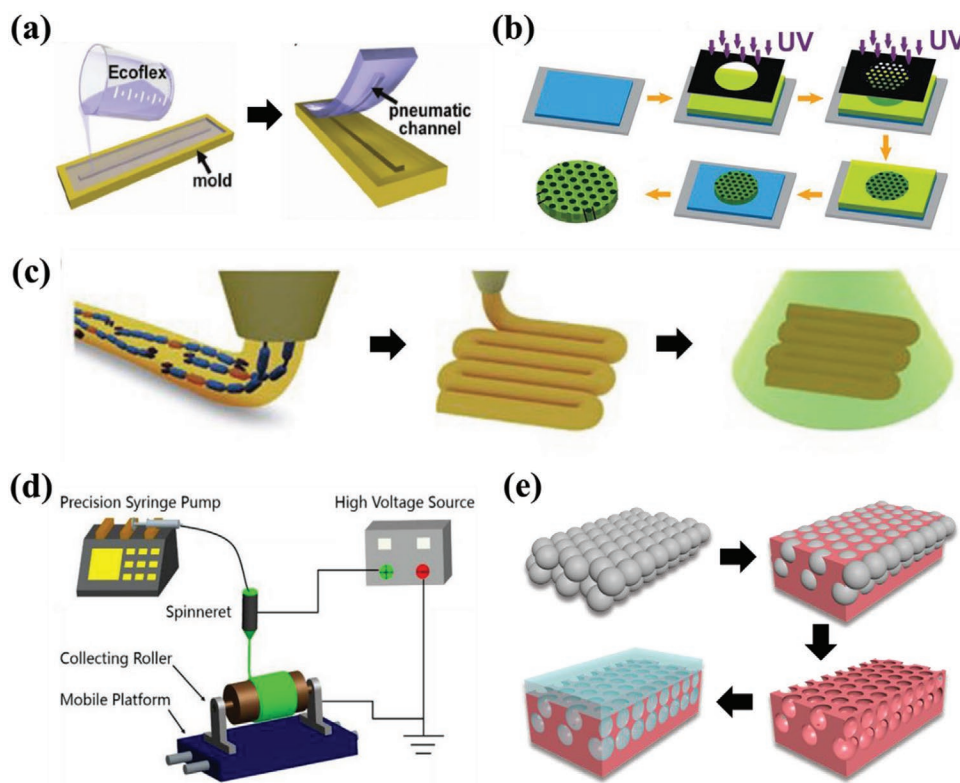 (a)
Ecoflex
mold
pneumatic
channel
(b)
UV
UV
(c)
(d)
Precision Syringe Pump
High Voltage Source
Spinneret
Collecting Roller
Mobile Platform
(e)